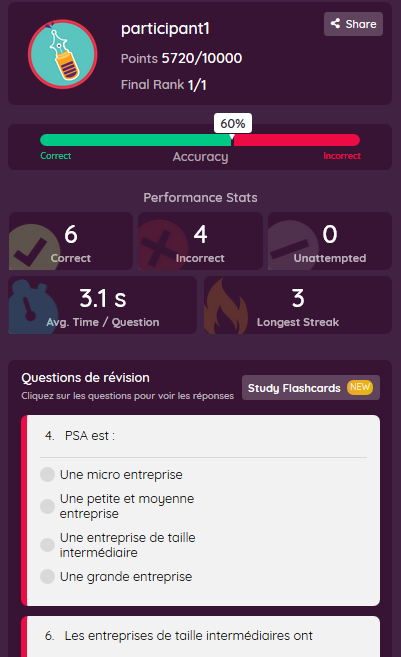 participant1
Share
Points 5720/10000
Final Rank 1/1
60%
Correct
Accuracy
Incorrect
Performance Stats
6
Correct
4
Incorrect
0
Unattempted
3.1 s
Avg. Time / Question
3
Longest Streak
Questions de révision
Cliquez sur les questions pour voir les réponses
Study Flashcards NEW
4. PSA est :
Une micro entreprise
Une petite et moyenne
entreprise
Une entreprise de taille
intermédiaire
Une grande entreprise
6. Les entreprises de taille intermédiaires ont